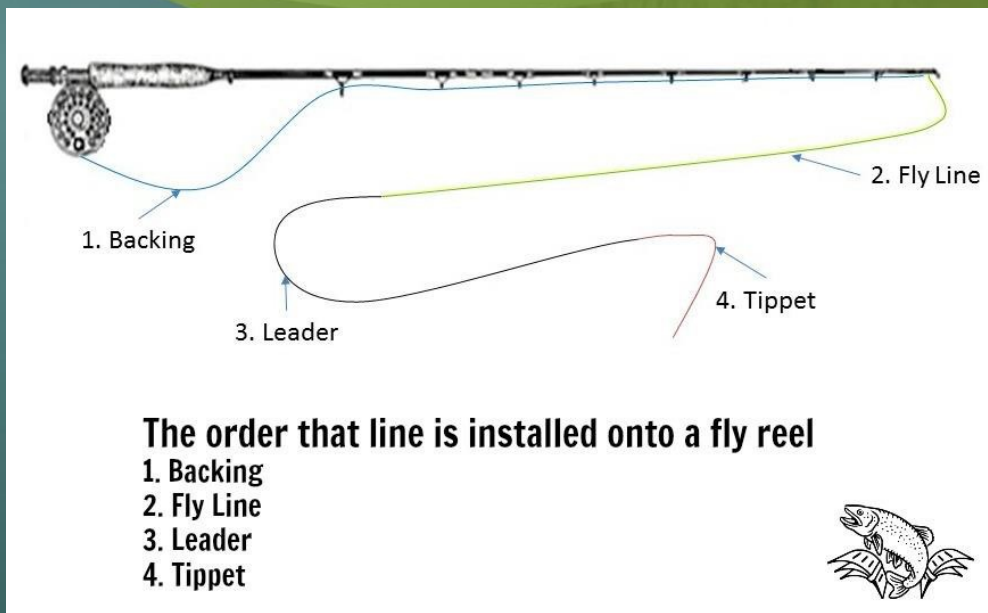 2. Fly Line
1. Backing
4. Tippet
3. Leader
The order that line is installed onto a fly reel
1. Backing
2. Fly Line
3. Leader
4. Tippet